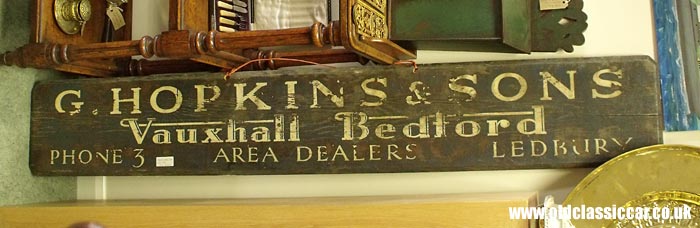 G. HOPKINS & SONS
Vauxhall Bedford
PHONE 3 AREA DEALERS LEDBURY
www.oldclassiccar.co.uk